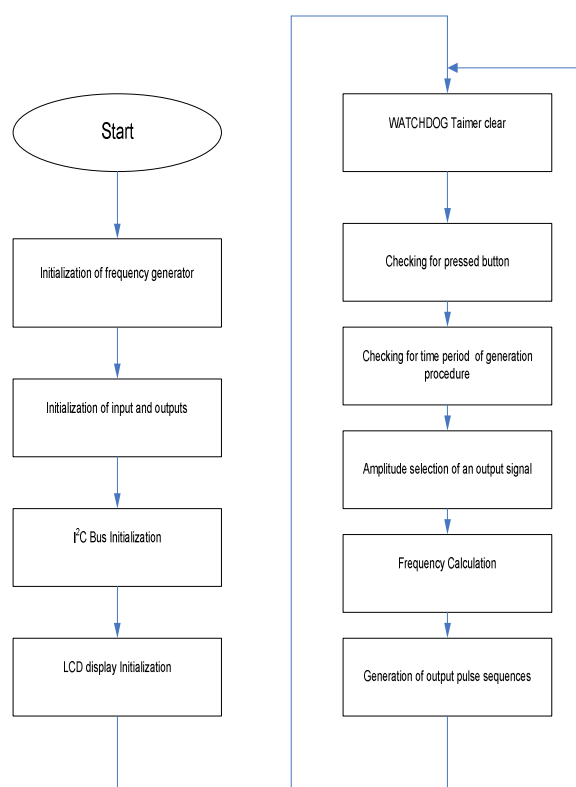 Start
Initialization of frequency generator
Initialization of input and outputs
I²C Bus Initialization
LCD display Initialization
WATCHDOG Taimer clear
Checking for pressed button
Checking for time period of generation
procedure
Amplitude selection of an output signal
Frequency Calculation
Generation of output pulse sequences